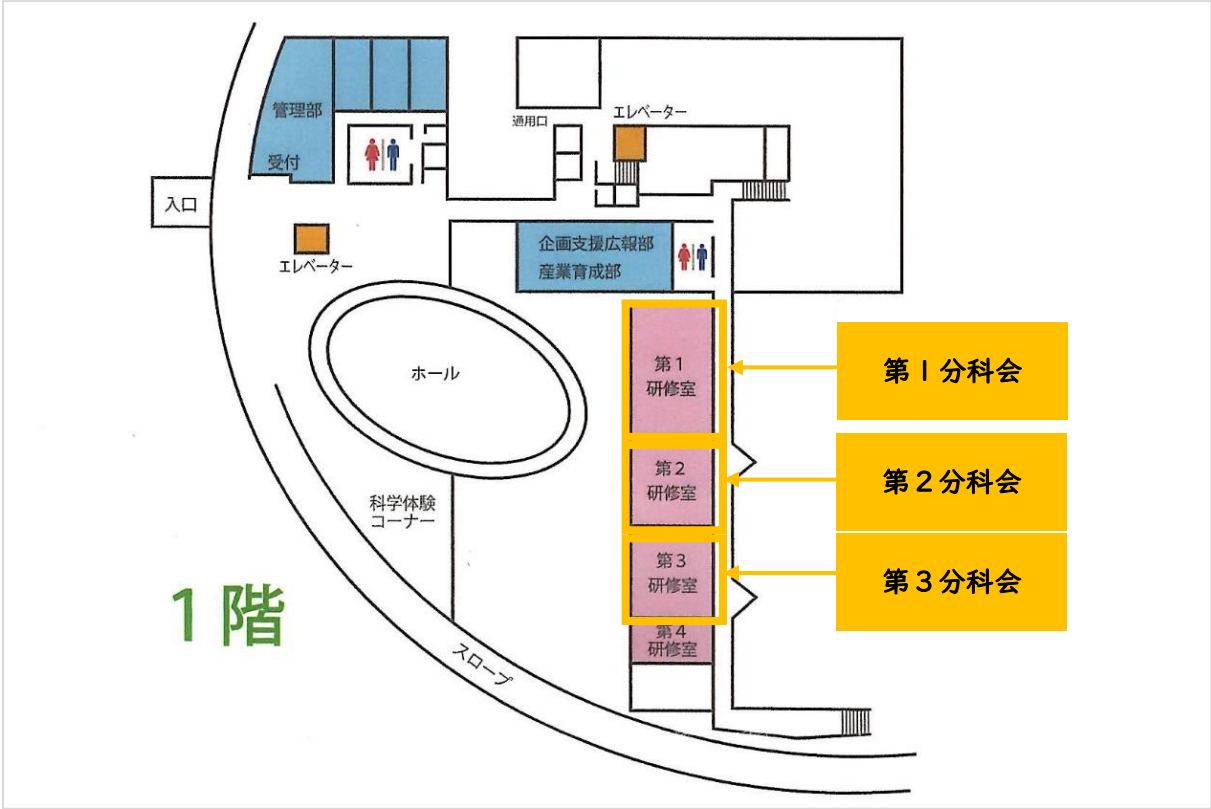 管理部
受付
入口
エレベーター
通用口
エレベーター
企画支援広報部
産業育成部
ホール
第1
研修室
第2
研修室
第3
研修室
第4
研修室
科学体験
コーナー
スロープ
1階
第1分科会
第2分科会
第3分科会